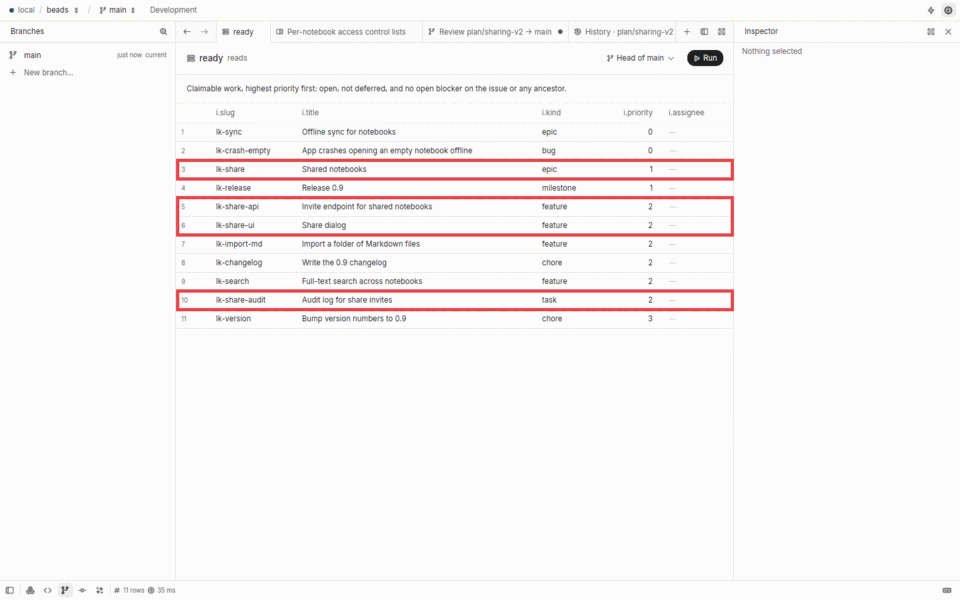 local / beads / main Development
Branches
ready
Per-notebook access control lists
Review plan/sharing-v2 → main
History · plan/sharing-v2
Inspector
main just now current
New branch...
ready reads
Head of main
Run
Nothing selected
Claimable work, highest priority first: open, not deferred, and no open blocker on the issue or any ancestor.
i.slug i.title i.kind i.priority i.assignee
1 lk-sync Offline sync for notebooks epic 0 —
2 lk-crash-empty App crashes opening an empty notebook offline bug 0 —
3 lk-share Shared notebooks epic 1 —
4 lk-release Release 0.9 milestone 1 —
5 lk-share-api Invite endpoint for shared notebooks feature 2 —
6 lk-share-ui Share dialog feature 2 —
7 lk-import-md Import a folder of Markdown files feature 2 —
8 lk-changelog Write the 0.9 changelog chore 2 —
9 lk-search Full-text search across notebooks feature 2 —
10 lk-share-audit Audit log for share invites task 2 —
11 lk-version Bump version numbers to 0.9 chore 3 —
11 rows 35 ms